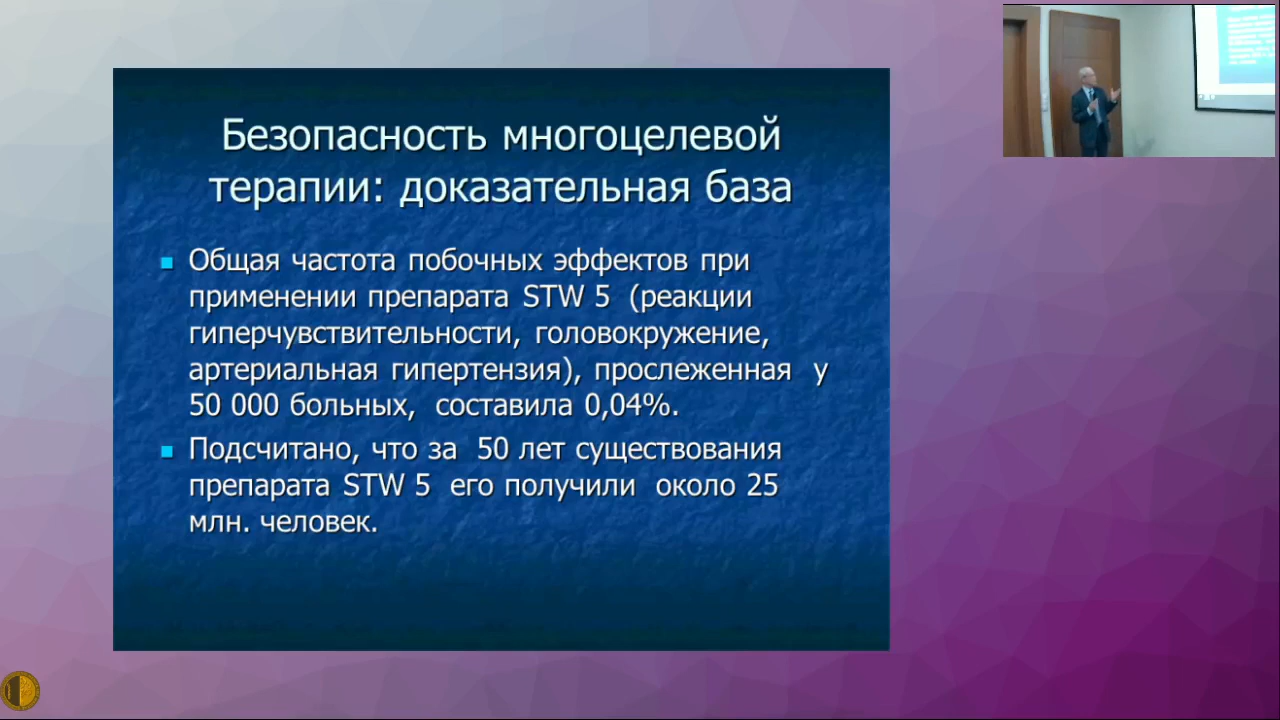 Безопасность многоцелевой
терапии: доказательная база
Общая частота побочных эффектов при
применении препарата STW 5 (реакции
гиперчувствительности, головокружение,
артериальная гипертензия), прослеженная у
50 000 больных, составила 0,04%.
Подсчитано, что за 50 лет существования
препарата STW 5 его получили около 25
млн. человек.